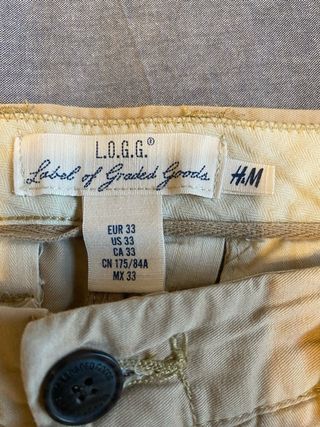 L.O.G.G.®
Label of Graded Goods
H&M
EUR 33
US 33
CA 33
CN 175/84A
MX 33